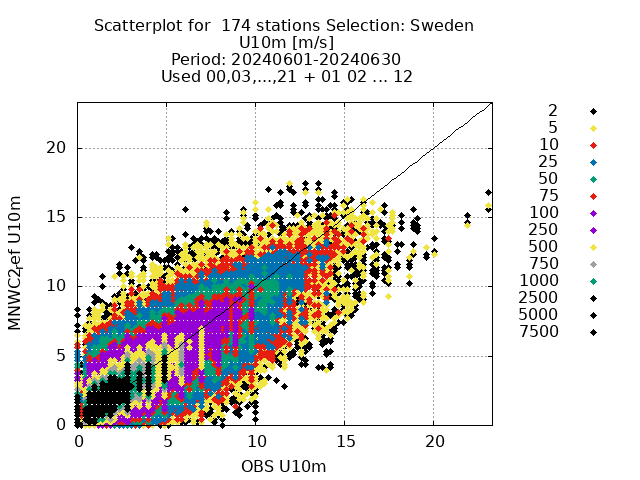 Scatterplot for  174 stations Selection: Sweden
U10m [m/s]
Period: 20240601-20240630
Used 00,03,...,21 + 01 02 ... 12
MNWC2ref U10m
20
15
10
5
0
0 5 10 15 20
OBS U10m
2
5
10
25
50
75
100
250
500
750
1000
2500
5000
7500